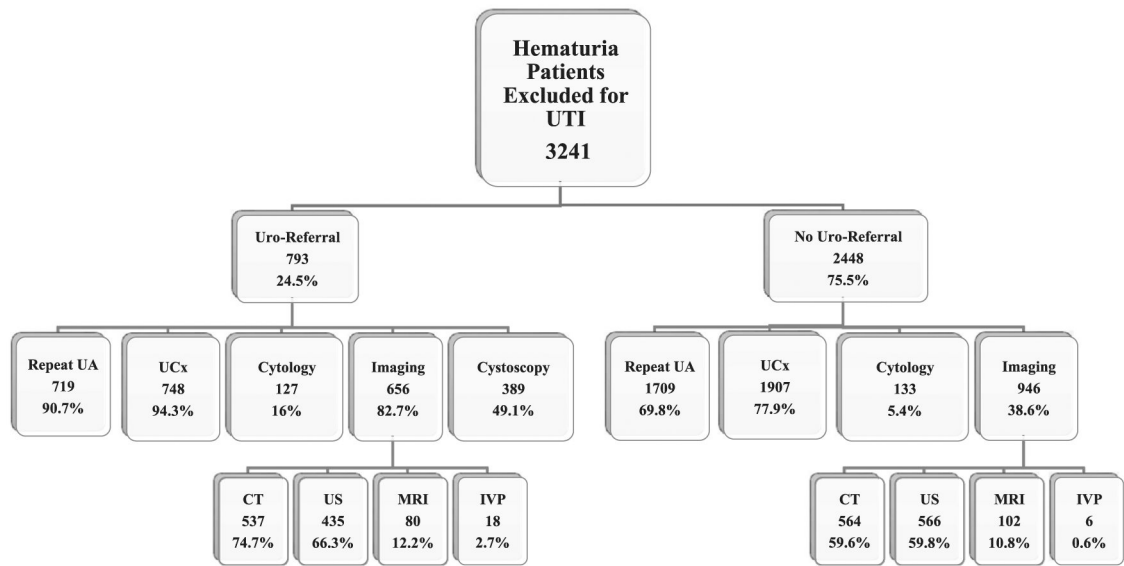 Hematuria
Patients
Excluded for
UTI
3241
Uro-Referral
793
24.5%
No Uro-Referral
2448
75.5%
Repeat UA
719
90.7%
UCx
748
94.3%
Cytology
127
16%
Imaging
656
82.7%
Cystoscopy
389
49.1%
Repeat UA
1709
69.8%
UCx
1907
77.9%
Cytology
133
5.4%
Imaging
946
38.6%
CT
537
74.7%
US
435
66.3%
MRI
80
12.2%
IVP
18
2.7%
CT
564
59.6%
US
566
59.8%
MRI
102
10.8%
IVP
6
0.6%